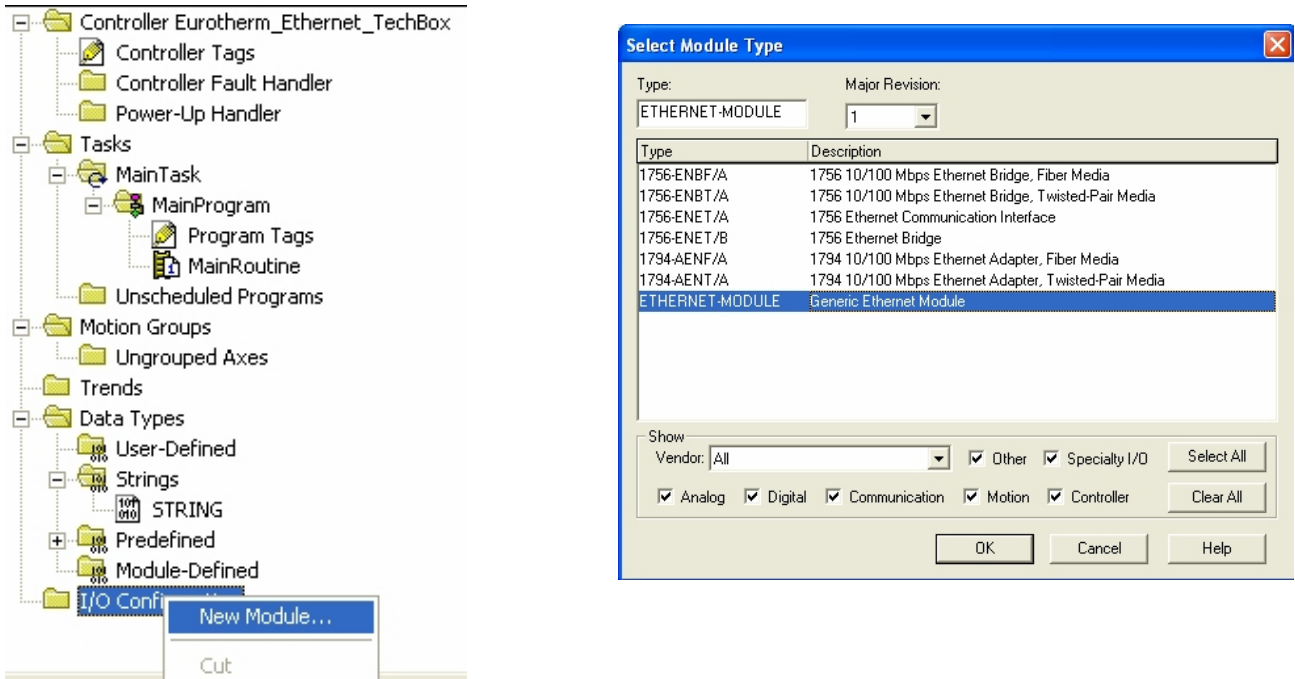 Controller Eurotherm_Ethernet_TechBox
Controller Tags
Controller Fault Handler
Power-Up Handler
Tasks
MainTask
MainProgram
Program Tags
MainRoutine
Unscheduled Programs
Motion Groups
Ungrouped Axes
Trends
Data Types
User-Defined
Strings
STRING
Predefined
Module-Defined
I/O Conf
New Module...
Cut
Select Module Type
Type: Major Revision:
ETHERNET-MODULE 1
Type Description
1756-ENBF/A 1756 10/100 Mbps Ethernet Bridge, Fiber Media
1756-ENBT/A 1756 10/100 Mbps Ethernet Bridge, Twisted-Pair Media
1756-ENET/A 1756 Ethernet Communication Interface
1756-ENET/B 1756 Ethernet Bridge
1794-AENF/A 1794 10/100 Mbps Ethernet Adapter, Fiber Media
1794-AENT/A 1794 10/100 Mbps Ethernet Adapter, Twisted-Pair Media
ETHERNET-MODULE Generic Ethernet Module
Show
Vendor: All Other Specialty I/O Select All
Analog Digital Communication Motion Controller Clear All
OK Cancel Help